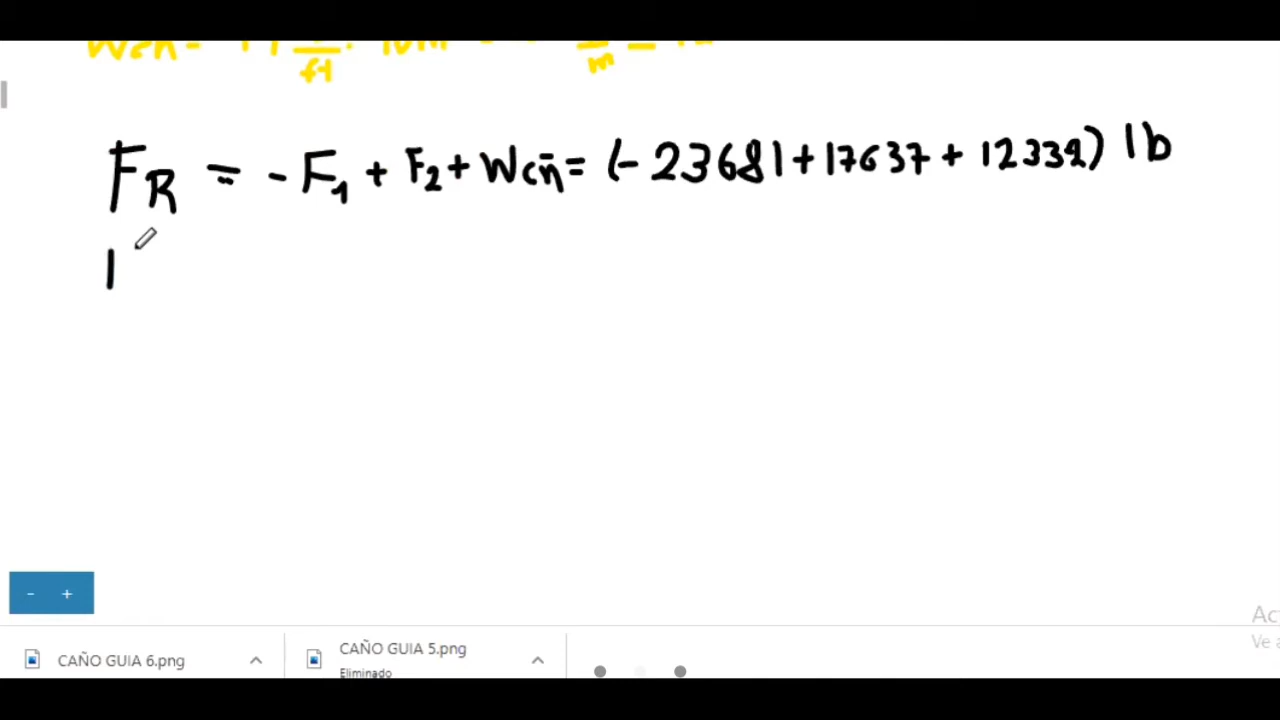 FR = - F1 + F2 + Wcñ = (- 23681 + 17637 + 12339) lb
- +
CAÑO GUIA 6.png
CAÑO GUIA 5.png
Eliminado